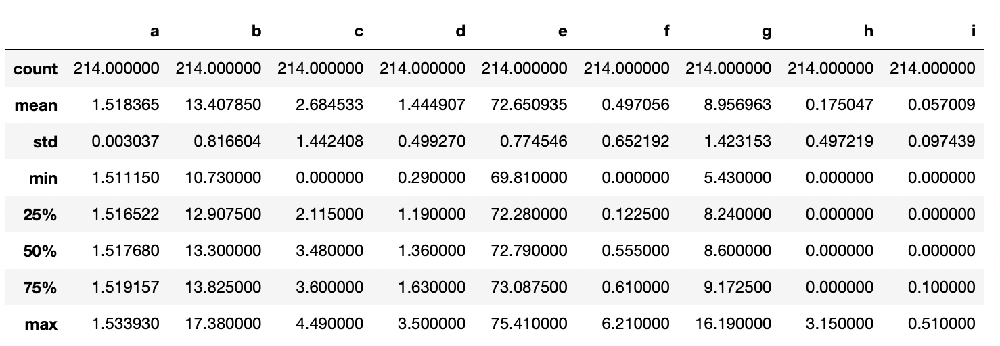 a b c d e f g h i
count 214.000000 214.000000 214.000000 214.000000 214.000000 214.000000 214.000000 214.000000 214.000000
mean 1.518365 13.407850 2.684533 1.444907 72.650935 0.497056 8.956963 0.175047 0.057009
std 0.003037 0.816604 1.442408 0.499270 0.774546 0.652192 1.423153 0.497219 0.097439
min 1.511150 10.730000 0.000000 0.290000 69.810000 0.000000 5.430000 0.000000 0.000000
25% 1.516522 12.907500 2.115000 1.190000 72.280000 0.122500 8.240000 0.000000 0.000000
50% 1.517680 13.300000 3.480000 1.360000 72.790000 0.555000 8.600000 0.000000 0.000000
75% 1.519157 13.825000 3.600000 1.630000 73.087500 0.610000 9.172500 0.000000 0.100000
max 1.533930 17.380000 4.490000 3.500000 75.410000 6.210000 16.190000 3.150000 0.510000